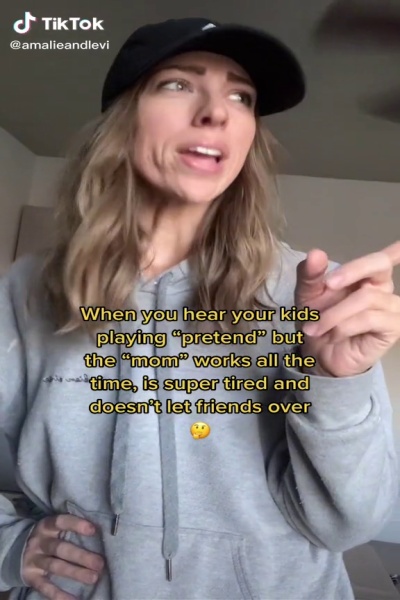 TikTok
@amalieandlevi
When you hear your kids
playing “pretend” but
the “mom” works all the
time, is super tired and
doesn’t let friends over
🤔